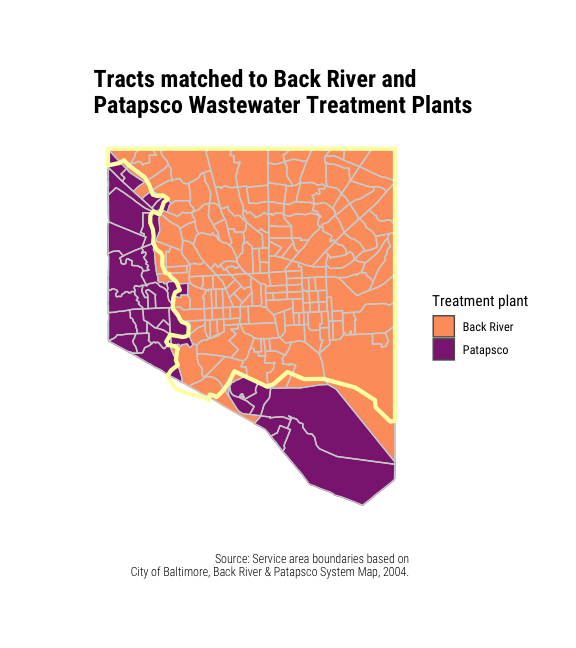 Tracts matched to Back River and
Patapsco Wastewater Treatment Plants
Treatment plant
Back River
Patapsco
Source: Service area boundaries based on
City of Baltimore, Back River & Patapsco System Map, 2004.